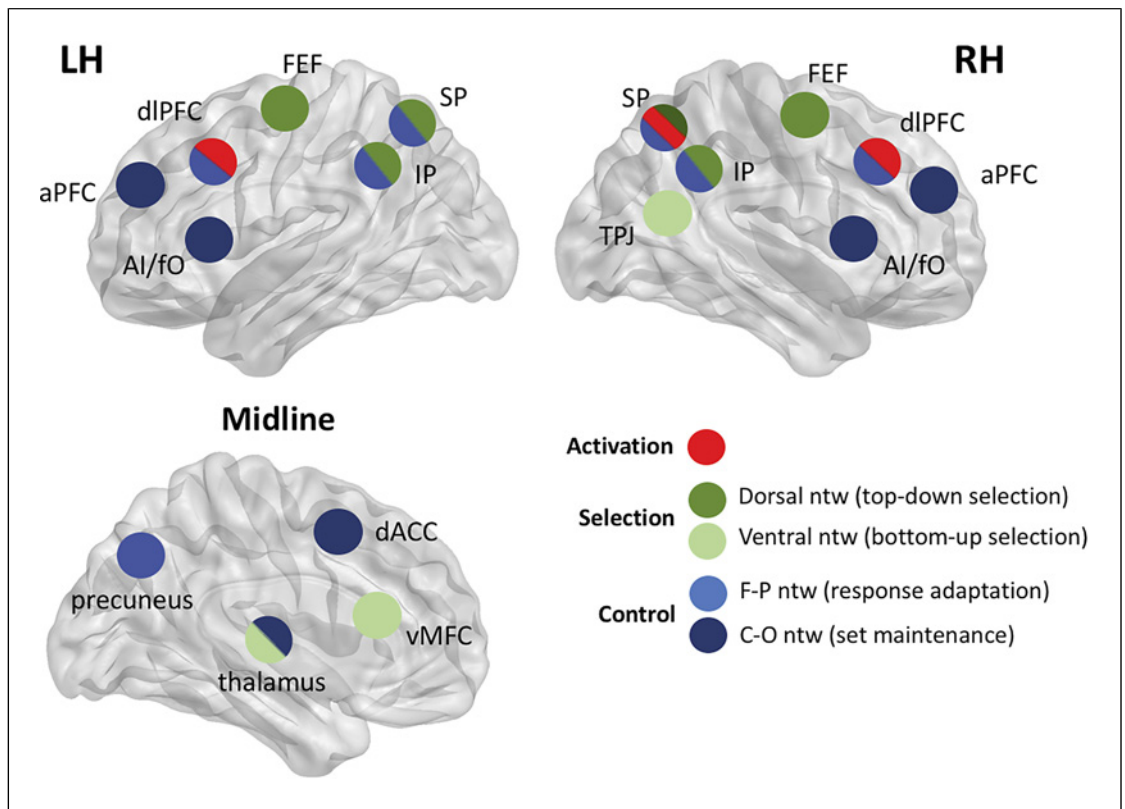 LH
FEF
SP
dlPFC
IP
aPFC
AI/fO
RH
FEF
SP
dlPFC
IP
aPFC
TPJ
AI/fO
Midline
dACC
precuneus
vMFC
thalamus
Activation
Selection
Dorsal ntw (top-down selection)
Ventral ntw (bottom-up selection)
Control
F-P ntw (response adaptation)
C-O ntw (set maintenance)